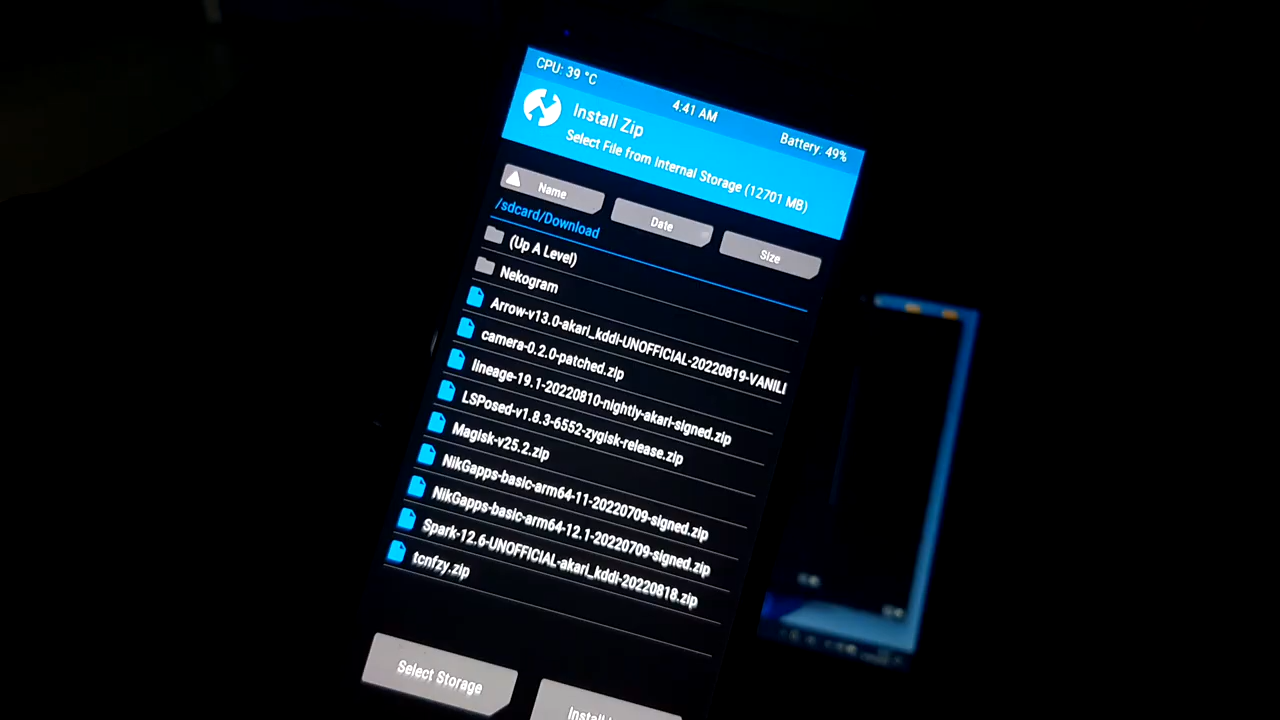 CPU: 39 °C
4:41 AM
Battery: 49%
Install Zip
Select File from Internal Storage (12701 MB)
Name
Date
Size
/sdcard/Download
(Up A Level)
Nekogram
Arrow-v13.0-akari_kddi-UNOFFICIAL-20220819-VANILI
camera-0.2.0-patched.zip
lineage-19.1-20220810-nightly-akari-signed.zip
LSPosed-v1.8.3-6552-zygisk-release.zip
Magisk-v25.2.zip
NikGapps-basic-arm64-11-20220709-signed.zip
NikGapps-basic-arm64-12.1-20220709-signed.zip
Spark-12.6-UNOFFICIAL-akari_kddi-20220818.zip
tcnfzy.zip
Select Storage
Install